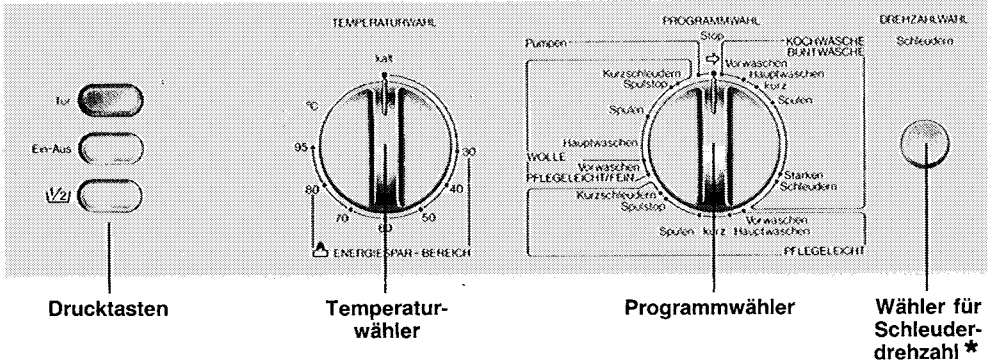 TEMPERATURWAHL
PROGRAMMWAHL
DREHZAHLWAHL
Stop
Pumpen
KOCHWÄSCHE
BUNTWÄSCHE
Schleudern
kalt
Vorwaschen
Hauptwaschen
kurz
Spülen
Kurzschleudern
Spülstop
Spülen
Tür
°C
Ein-Aus
Hauptwaschen
95
30
WOLLE
Vorwaschen
PFLEGELEICHT/FEIN
Starken
Schleudern
1/2
80
40
Kurzschleudern
Spülstop
70
50
60
Vorwaschen
Spülen kurz Hauptwaschen
ENERGIESPAR-BEREICH
PFLEGELEICHT
Drucktasten
Temperatur-
wähler
Programmwähler
Wähler für
Schleuder-
drehzahl *